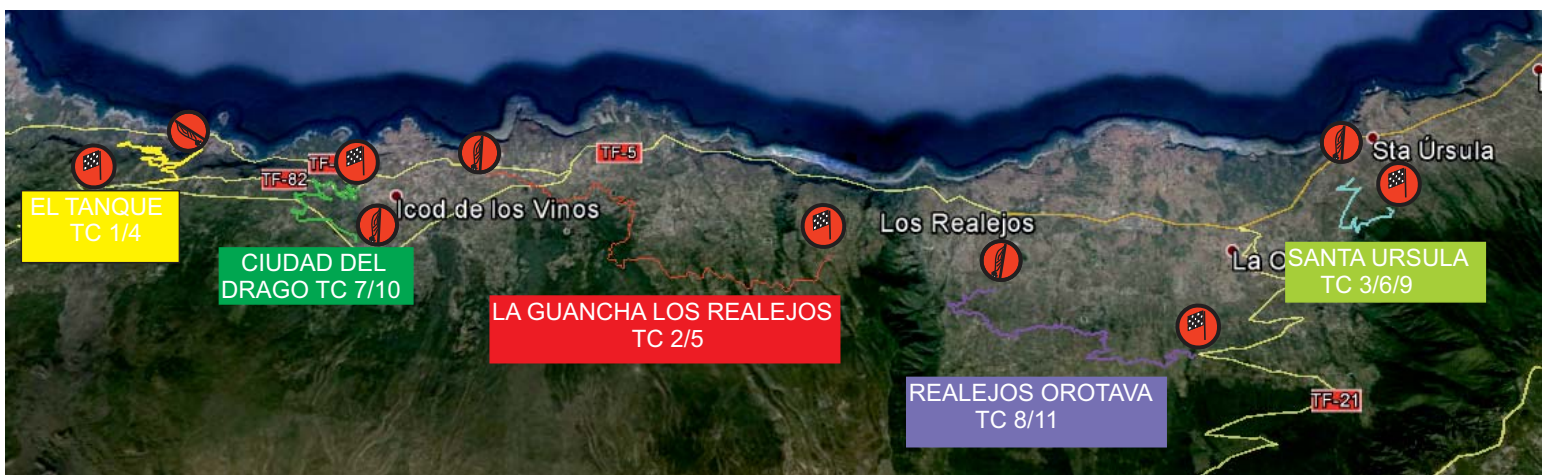 TF-5
Sta Úrsula
TF-
TF-82
EL TANQUE
TC 1/4
Icod de los Vinos
Los Realejos
CIUDAD DEL
DRAGO TC 7/10
La O
SANTA URSULA
TC 3/6/9
LA GUANCHA LOS REALEJOS
TC 2/5
REALEJOS OROTAVA
TC 8/11
TF-21